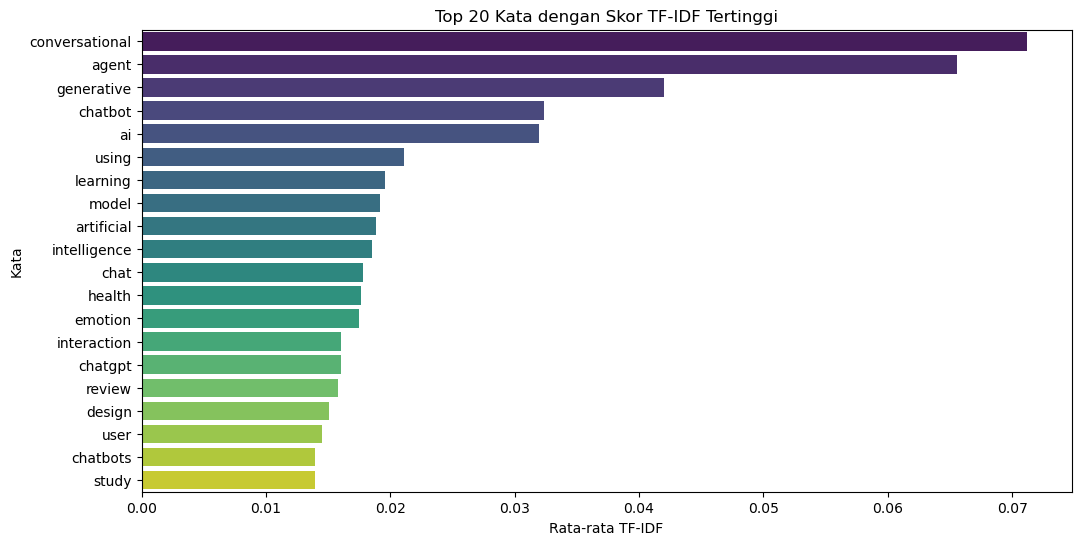 Top 20 Kata dengan Skor TF-IDF Tertinggi
Kata
conversational
agent
generative
chatbot
ai
using
learning
model
artificial
intelligence
chat
health
emotion
interaction
chatgpt
review
design
user
chatbots
study
0.00 0.01 0.02 0.03 0.04 0.05 0.06 0.07
Rata-rata TF-IDF